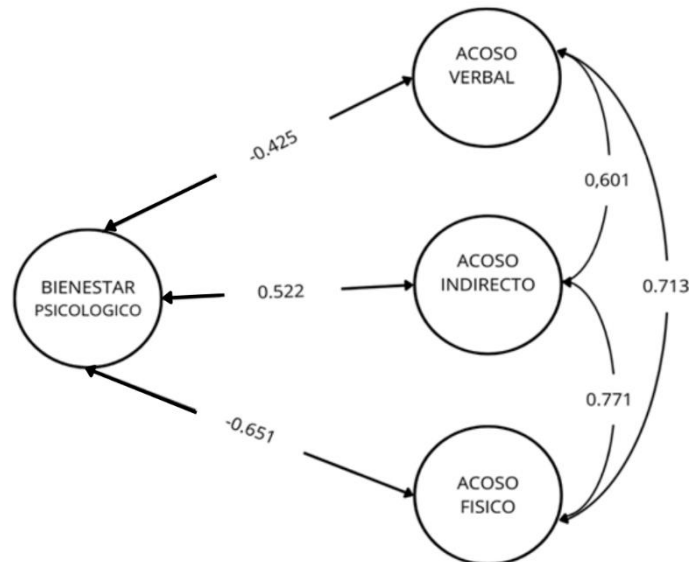 ACOSO
VERBAL
-0.425
0,601
BIENESTAR
PSICOLOGICO
0.522
ACOSO
INDIRECTO
0.713
0.771
-0.651
ACOSO
FISICO